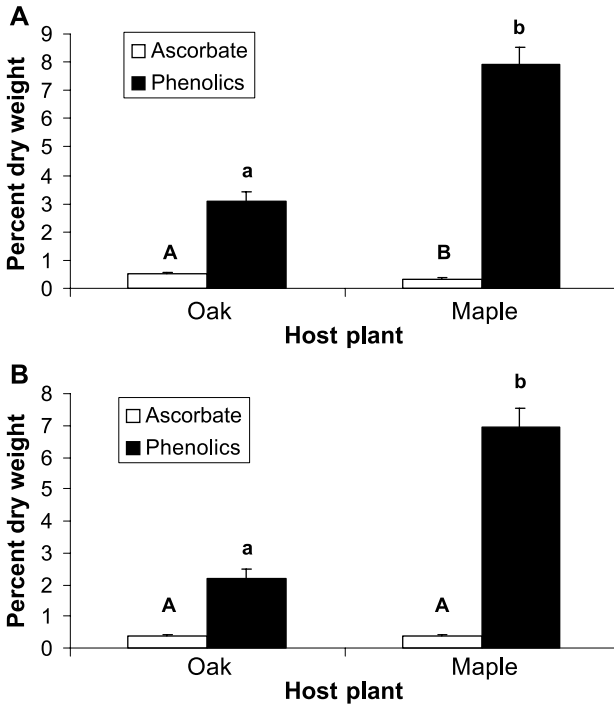 A
Percent dry weight
9
8
7
6
5
4
3
2
1
0
Ascorbate
Phenolics
A
a
B
b
Oak
Maple
Host plant
B
Percent dry weight
8
7
6
5
4
3
2
1
0
Ascorbate
Phenolics
A
a
A
b
Oak
Maple
Host plant